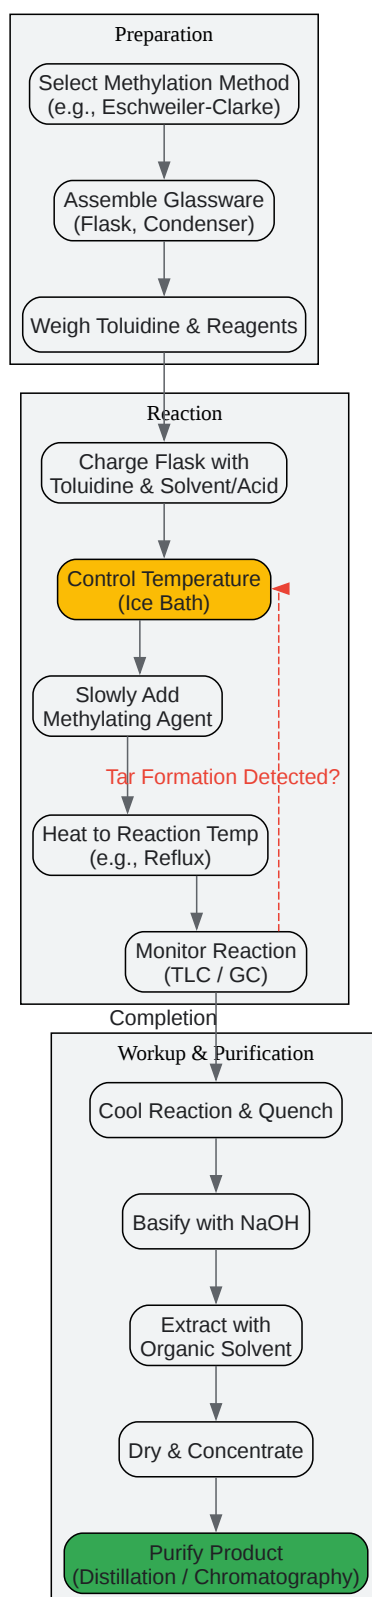 Preparation
Select Methylation Method
(e.g., Eschweiler-Clarke)
Assemble Glassware
(Flask, Condenser)
Weigh Toluidine & Reagents
Reaction
Charge Flask with
Toluidine & Solvent/Acid
Control Temperature
(Ice Bath)
Slowly Add
Methylating Agent
Tar Formation Detected?
Heat to Reaction Temp
(e.g., Reflux)
Monitor Reaction
(TLC / GC)
Completion
Workup & Purification
Cool Reaction & Quench
Basify with NaOH
Extract with
Organic Solvent
Dry & Concentrate
Purify Product
(Distillation / Chromatography)